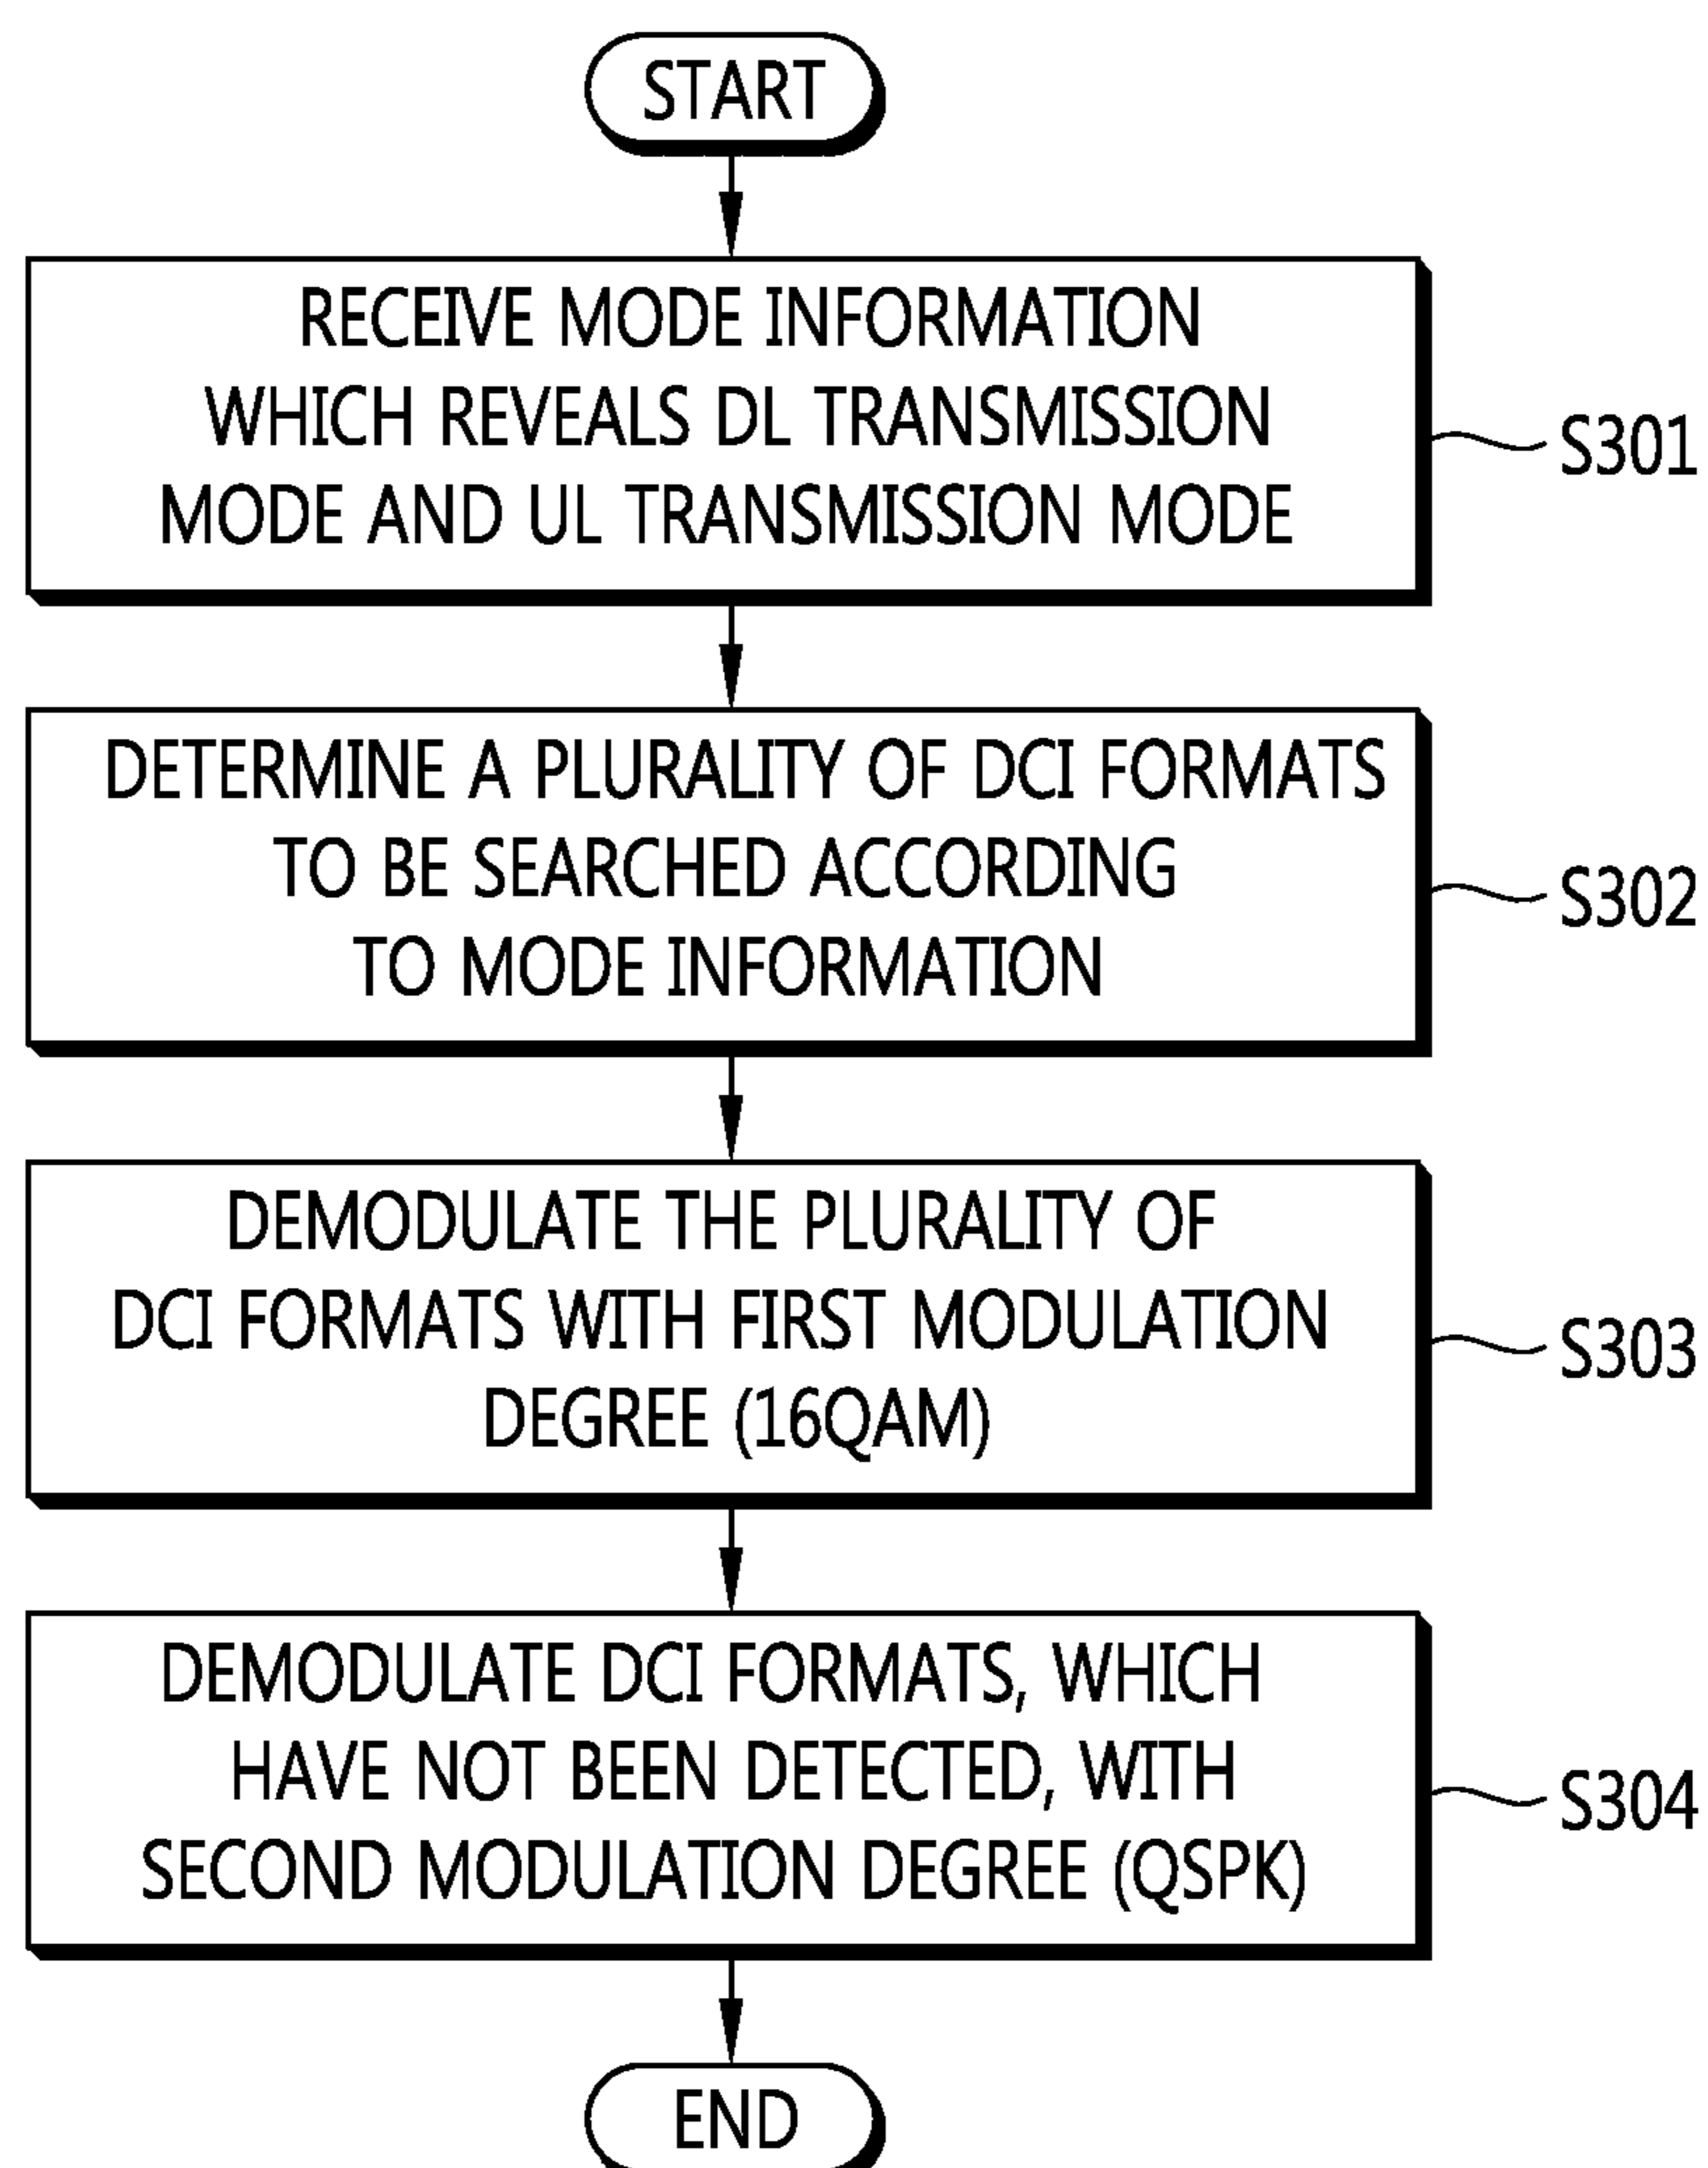 START
RECEIVE MODE INFORMATION
WHICH REVEALS DL TRANSMISSION
MODE AND UL TRANSMISSION MODE
S301
DETERMINE A PLURALITY OF DCI FORMATS
TO BE SEARCHED ACCORDING
TO MODE INFORMATION
S302
DEMODULATE THE PLURALITY OF
DCI FORMATS WITH FIRST MODULATION
DEGREE (16QAM)
S303
DEMODULATE DCI FORMATS, WHICH
HAVE NOT BEEN DETECTED, WITH
SECOND MODULATION DEGREE (QSPK)
S304
END